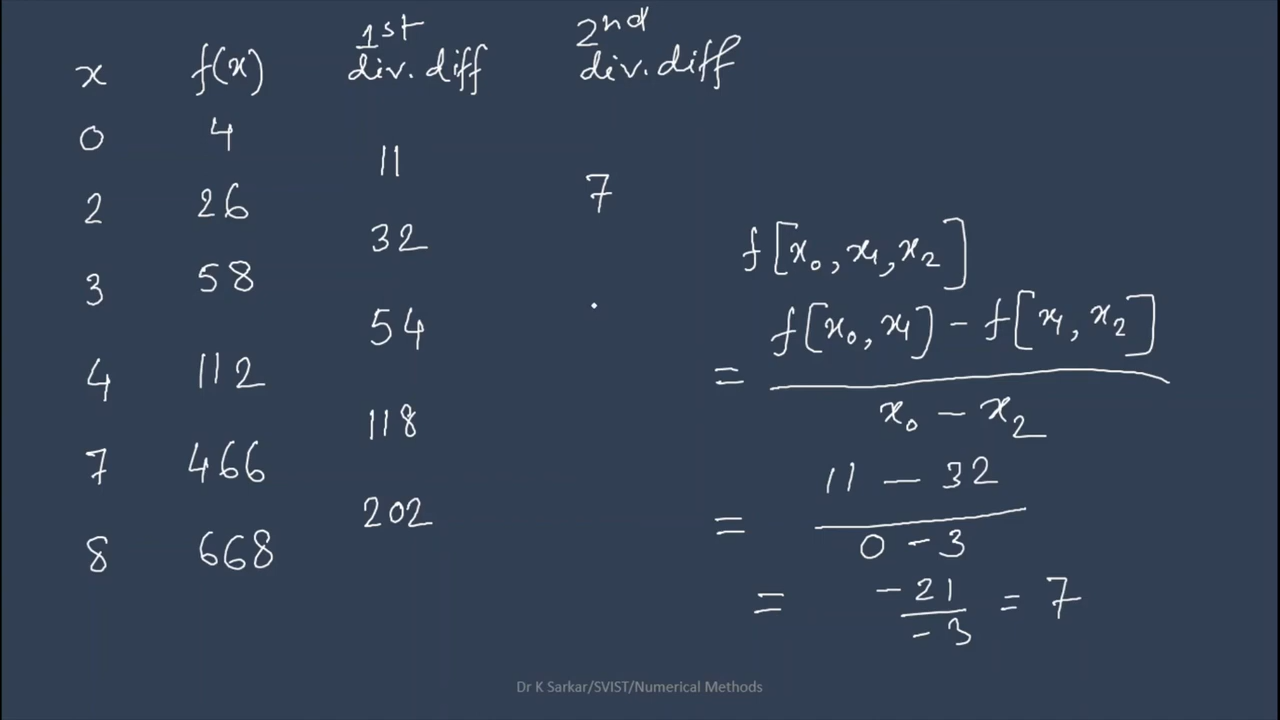 1st 2nd
x f(x) div. diff div. diff
0 4
11
2 26 7
32
3 58
54
4 112
118
7 466
202
8 668
f[x₀, x₁, x₂]
= f[x₀, x₁] - f[x₁, x₂]
x₀ - x₂
= 11 - 32
0 - 3
= -21 = 7
-3
Dr K Sarkar/SVIST/Numerical Methods